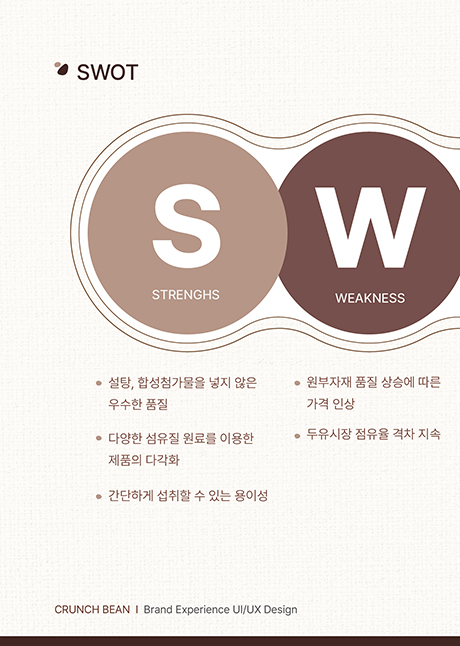 SWOT
S
STRENGHS
W
WEAKNESS
설탕, 합성첨가물을 넣지 않은
우수한 품질
다양한 섬유질 원료를 이용한
제품의 다각화
간단하게 섭취할 수 있는 용이성
원부자재 품질 상승에 따른
가격 인상
두유시장 점유율 격차 지속
CRUNCH BEAN I Brand Experience UI/UX Design